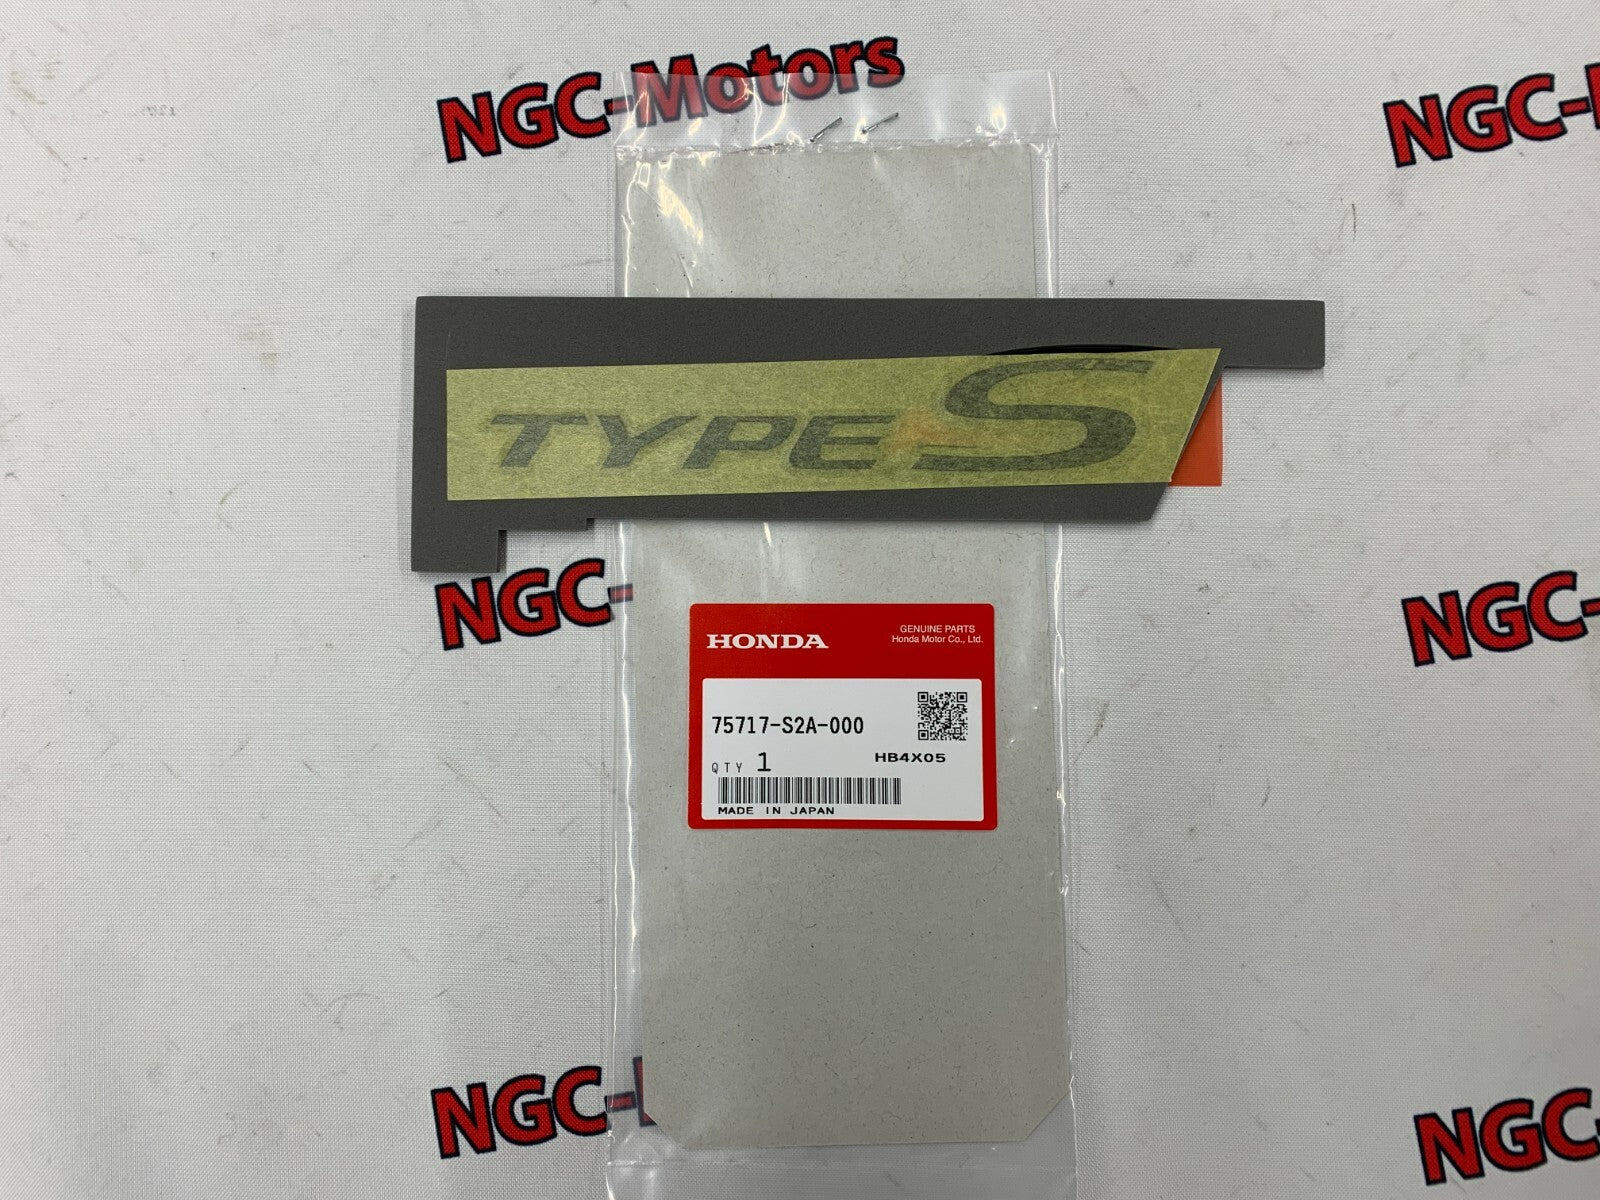 NGC-Motors
NGC-
TYPE S
NGC-
NGC-
HONDA
GENUINE PARTS
Honda Motor Co., Ltd.
75717-S2A-000
QTY 1
HB4X05
MADE IN JAPAN
NGC-
NGC-